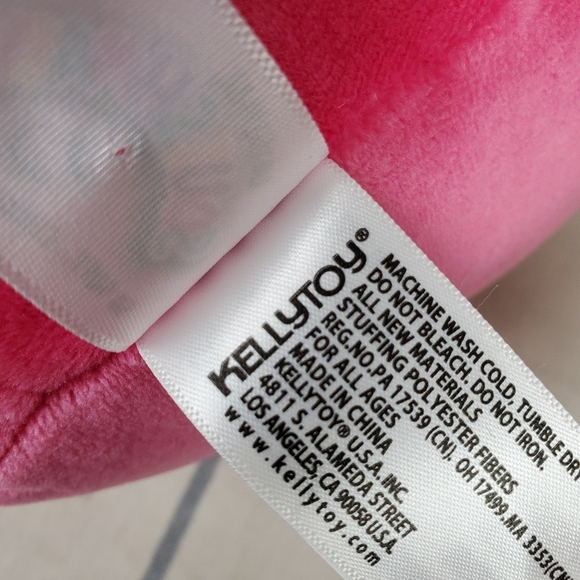 KELLYTOY®
MACHINE WASH COLD, TUMBLE DRY
DO NOT BLEACH. DO NOT IRON.
ALL NEW MATERIALS
STUFFING POLYESTER FIBERS
REG.NO.PA 17539 (CN), OH 17499.MA 3353(CN
FOR ALL AGES
MADE IN CHINA
KELLYTOY® U.S.A. INC.
4811 S. ALAMEDA STREET
LOS ANGELES, CA 90058 U.S.A.
www.kellytoy.com